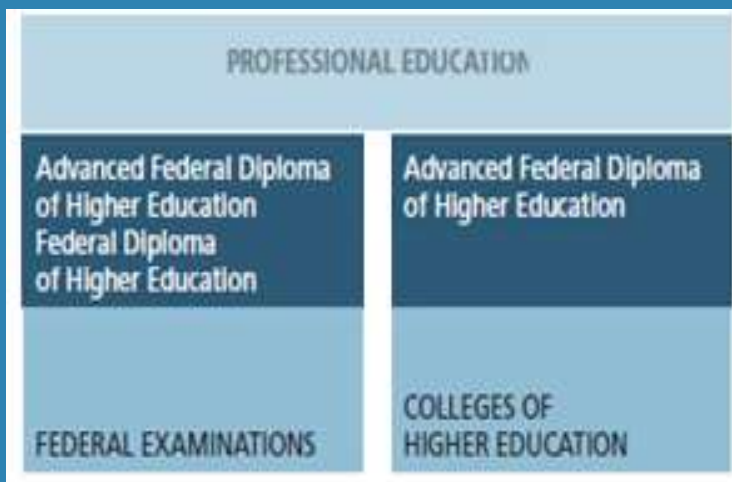 PROFESSIONAL EDUCATION
Advanced Federal Diploma
of Higher Education
Federal Diploma
of Higher Education
FEDERAL EXAMINATIONS
Advanced Federal Diploma
of Higher Education
COLLEGES OF
HIGHER EDUCATION